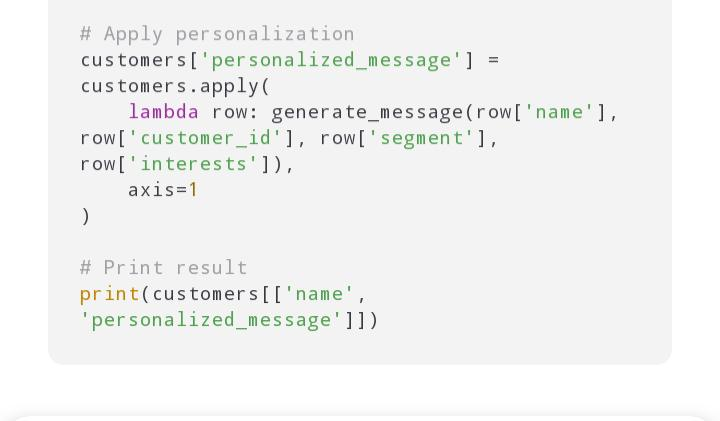 # Apply personalization
customers['personalized_message'] =
customers.apply(
    lambda row: generate_message(row['name'],
row['customer_id'], row['segment'],
row['interests']),
    axis=1
)

# Print result
print(customers[['name',
'personalized_message']])